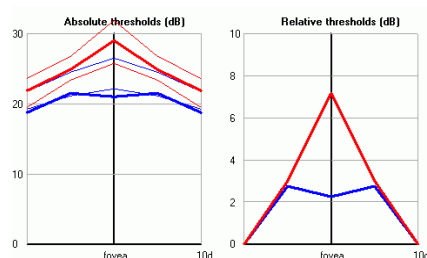 Absolute thresholds (dB)
30
20
10
0
fovea
10d
Relative thresholds (dB)
10
8
6
4
2
0
fovea
10d